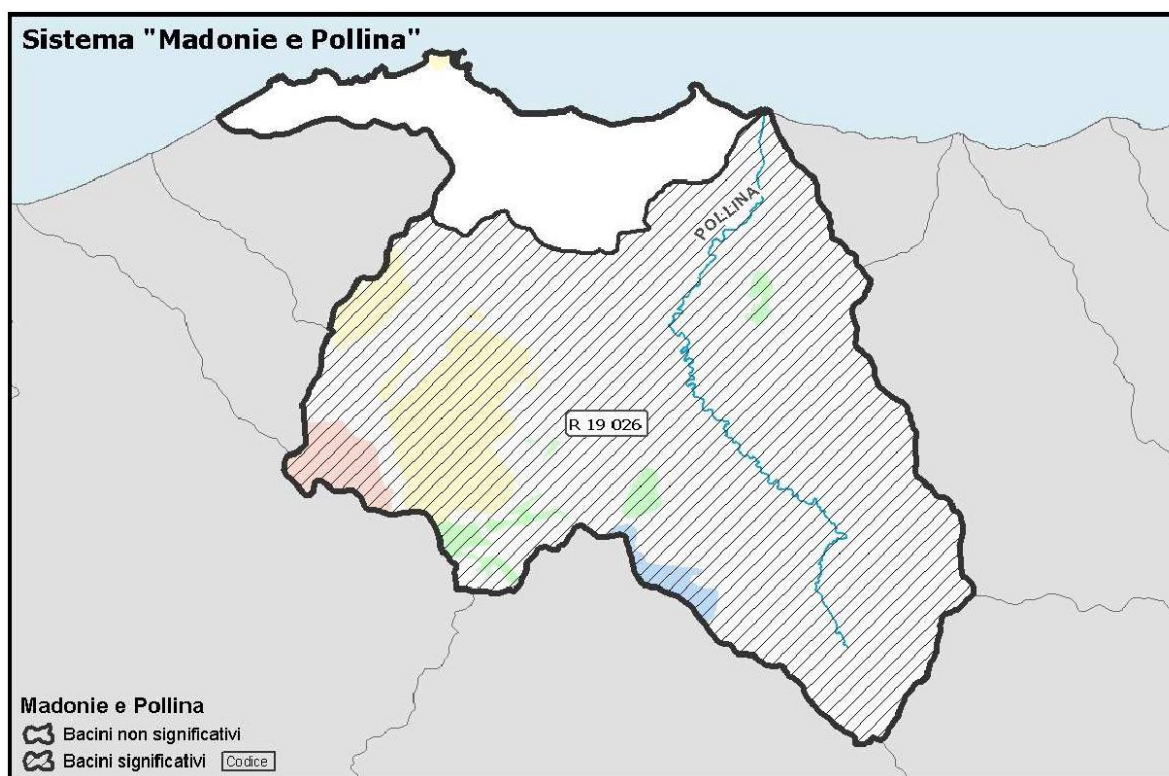 Sistema "Madonie e Pollina"
POLLINA
R 19 026
Madonie e Pollina
Bacini non significativi
Bacini significativi Codice